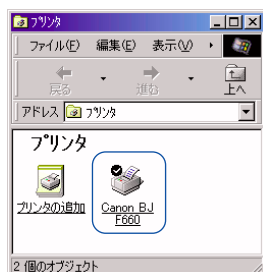 プリンタ
ファイル(F) 編集(E) 表示(V)
戻る 進む 上へ
アドレス プリンタ
プリンタ
プリンタの追加 Canon BJ F660
2 個のオブジェクト